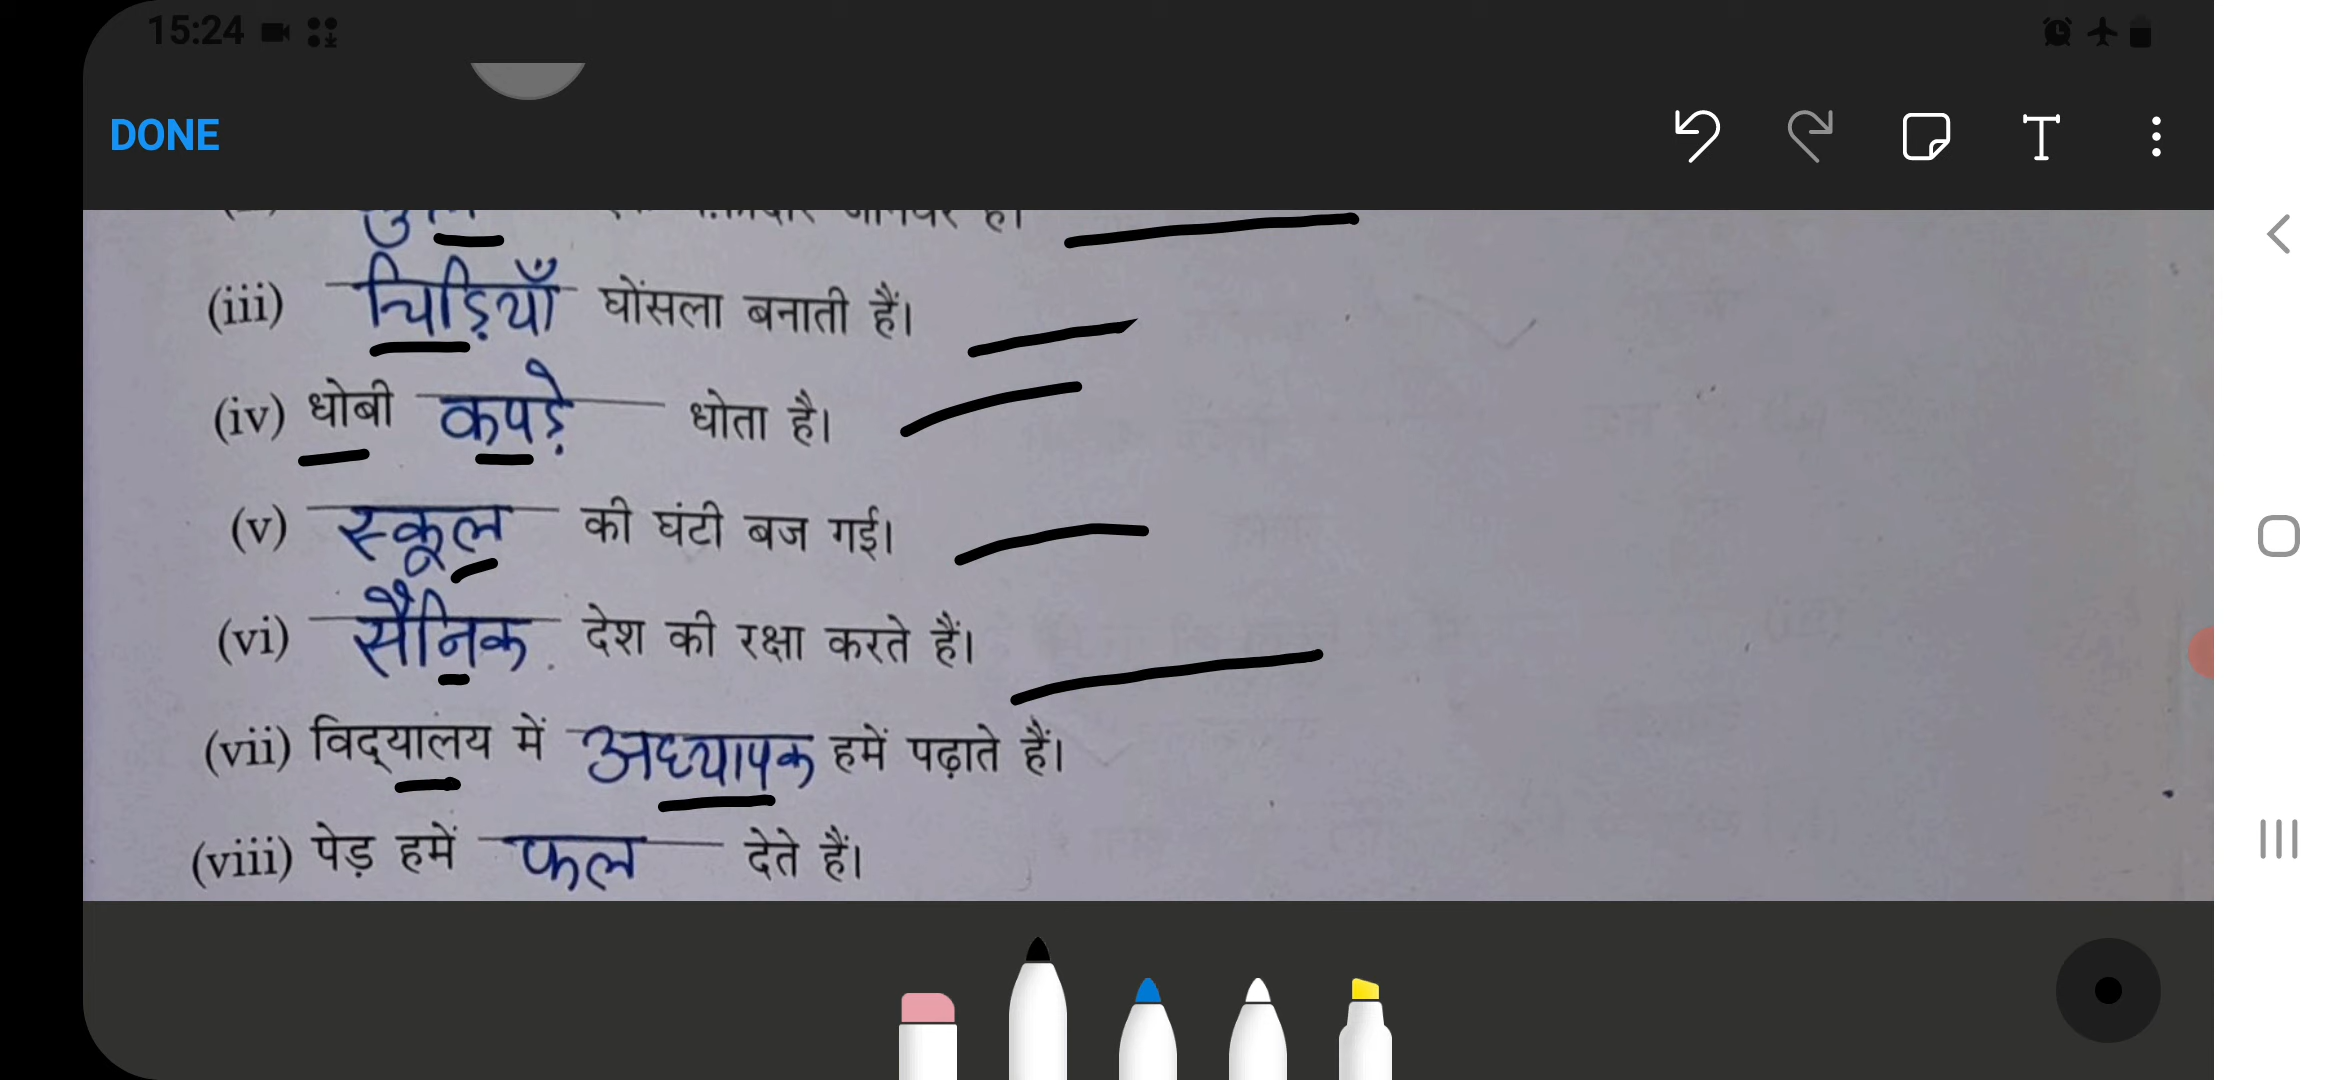 15:24
DONE
(iii) चिड़ियाँ घोंसला बनाती हैं।
(iv) धोबी कपड़े धोता है।
(v) स्कूल की घंटी बज गई।
(vi) सैनिक देश की रक्षा करते हैं।
(vii) विद्यालय में अध्यापक हमें पढ़ाते हैं।
(viii) पेड़ हमें फल देते हैं।